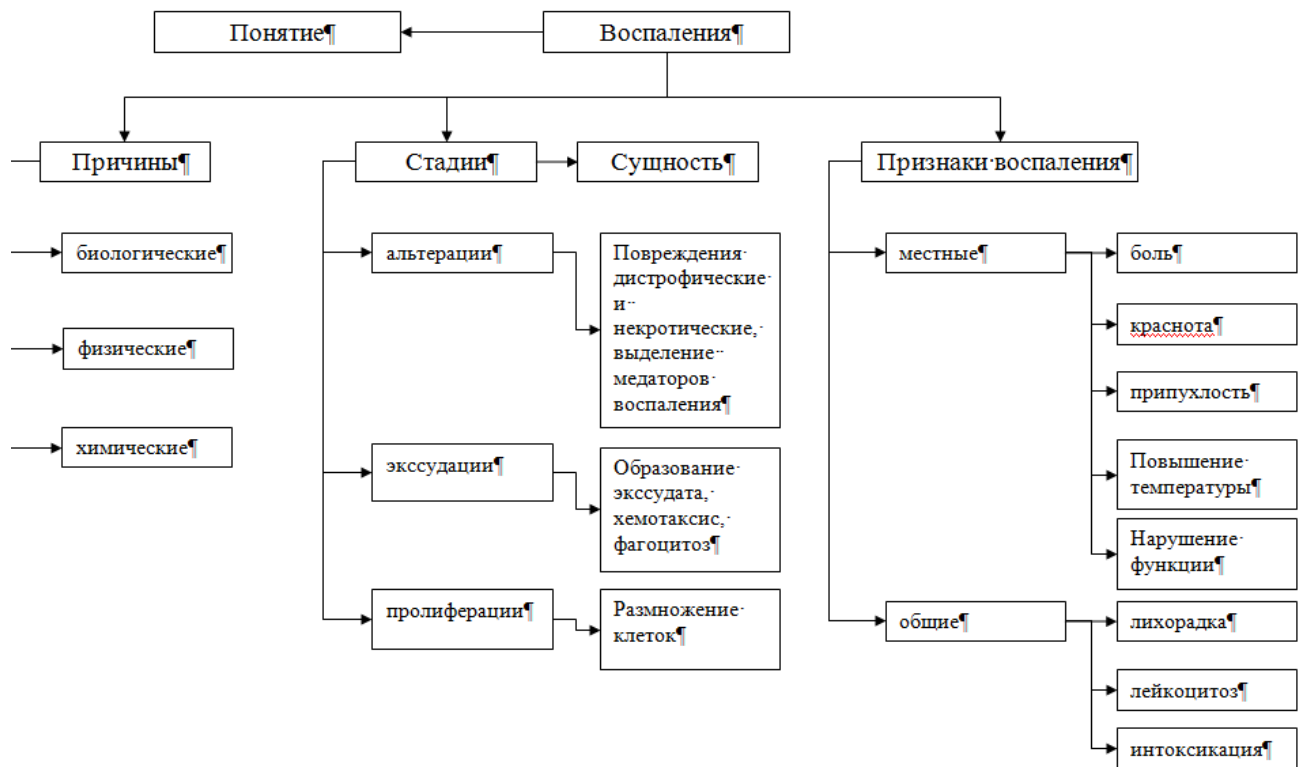 Понятие¶
Воспаления¶
Причины¶
Стадии¶
Сущность¶
Признаки·воспаления¶
биологические¶
физические¶
химические¶
альтерации¶
Повреждения·
дистрофические·
и··
некротические,·
выделение··
медаторов·
воспаления¶
экссудации¶
Образование·
экссудата,·
хемотаксис,·
фагоцитоз¶
пролиферации¶
Размножение·
клеток¶
местные¶
боль¶
краснота¶
припухлость¶
Повышение·
температуры¶
Нарушение·
функции¶
общие¶
лихорадка¶
лейкоцитоз¶
интоксикация¶